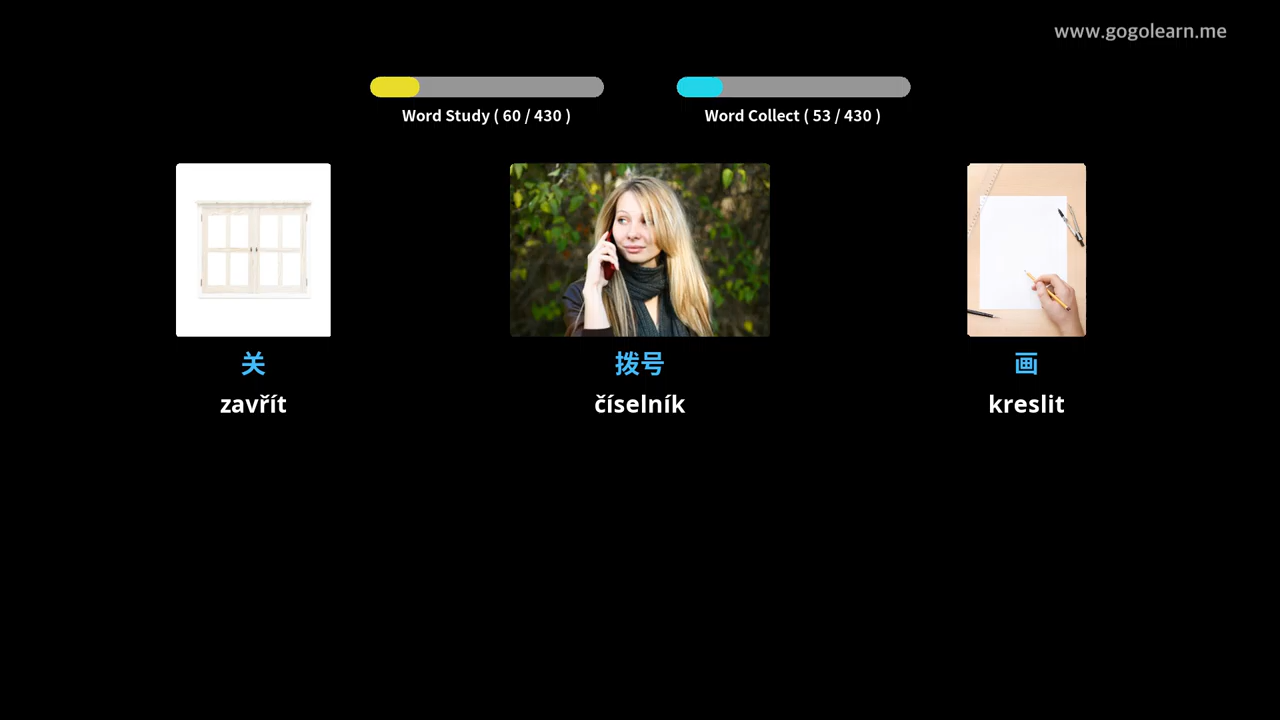 www.gogolearn.me
Word Study ( 60 / 430 )
Word Collect ( 53 / 430 )
关
拨号
画
zavřít
číselník
kreslit